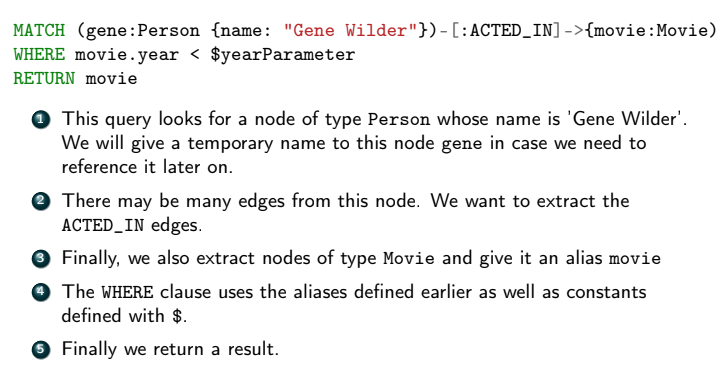 MATCH (gene:Person {name: "Gene Wilder"})-[:ACTED_IN]->{movie:Movie)
WHERE movie.year < $yearParameter
RETURN movie
1 This query looks for a node of type Person whose name is 'Gene Wilder'.
We will give a temporary name to this node gene in case we need to
reference it later on.
2 There may be many edges from this node. We want to extract the
ACTED_IN edges.
3 Finally, we also extract nodes of type Movie and give it an alias movie
4 The WHERE clause uses the aliases defined earlier as well as constants
defined with $.
5 Finally we return a result.